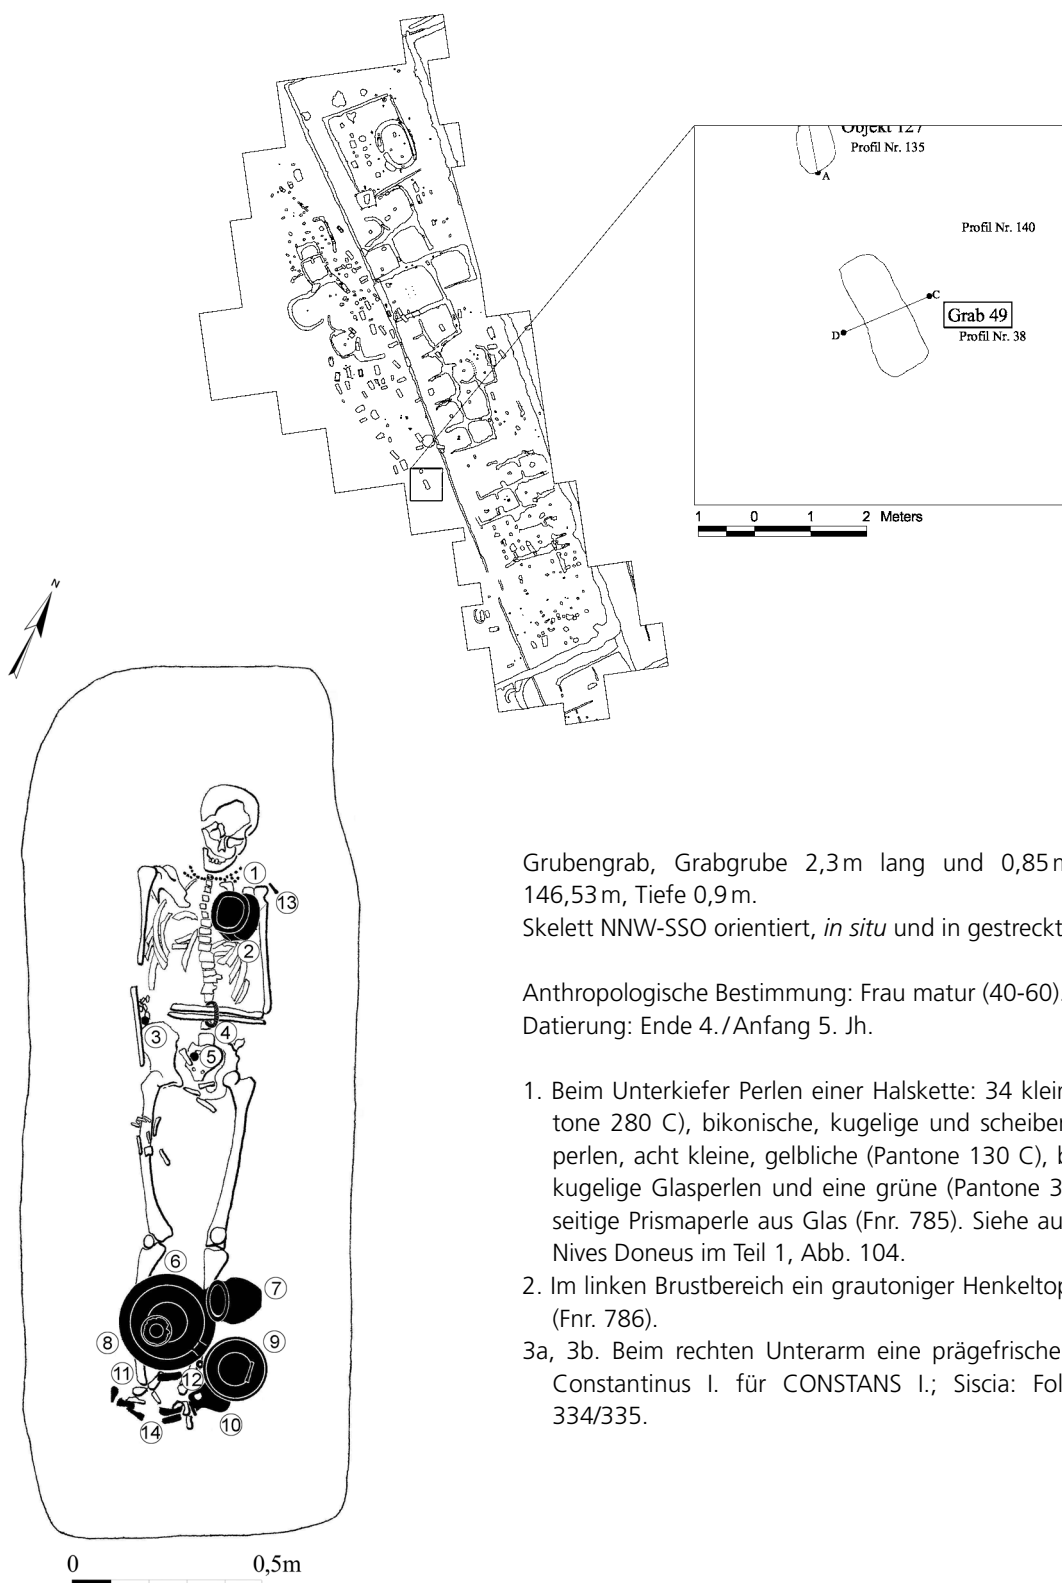 Objekt 127
Profil Nr. 135
A
Profil Nr. 140
C
Grab 49
D
Profil Nr. 38
1 0 1 2 Meters
N
1
13
2
3
4
5
6
7
8
9
11
12
10
14
0 0,5m
Grubengrab, Grabgrube 2,3 m lang und 0,85 m
146,53 m, Tiefe 0,9 m.
Skelett NNW-SSO orientiert, in situ und in gestreckt
Anthropologische Bestimmung: Frau matur (40-60).
Datierung: Ende 4./Anfang 5. Jh.
1. Beim Unterkiefer Perlen einer Halskette: 34 klein
tone 280 C), bikonische, kugelige und scheiben
perlen, acht kleine, gelbliche (Pantone 130 C), b
kugelige Glasperlen und eine grüne (Pantone 3
seitige Prismaperle aus Glas (Fnr. 785). Siehe au
Nives Doneus im Teil 1, Abb. 104.
2. Im linken Brustbereich ein grautoniger Henkeltop
(Fnr. 786).
3a, 3b. Beim rechten Unterarm eine prägefrische
Constantinus I. für CONSTANS I.; Siscia: Fol
334/335.